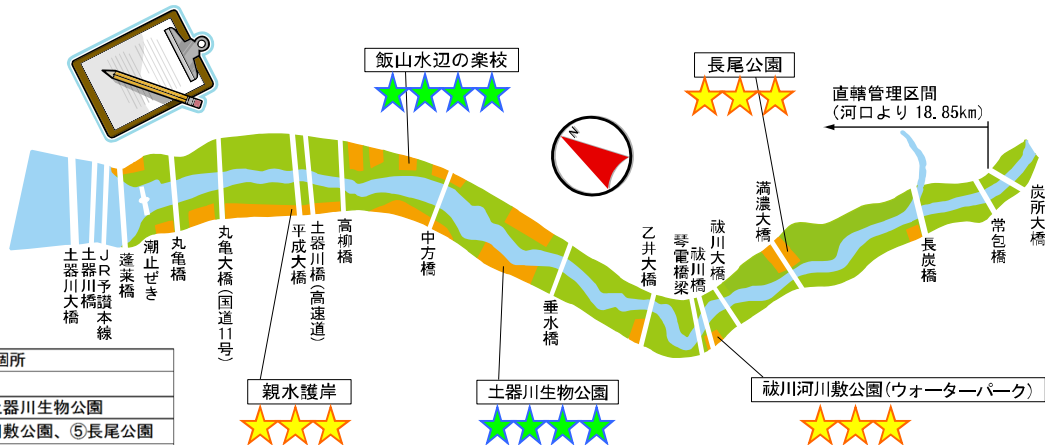 飯山水辺の楽校
長尾公園
直轄管理区間
(河口より 18.85km)
N
土器川大橋
土器川橋
JR予讃本線
蓬莱橋
潮止ぜき
丸亀橋
丸亀大橋(国道11号)
平成大橋
土器川橋(高速道)
高柳橋
中方橋
垂水橋
乙井大橋
琴電橋梁
祓川橋
祓川大橋
満濃大橋
長炭橋
常包橋
炭所大橋
親水護岸
土器川生物公園
祓川河川敷公園(ウォーターパーク)
個所
土器川生物公園
敷公園、⑤長尾公園